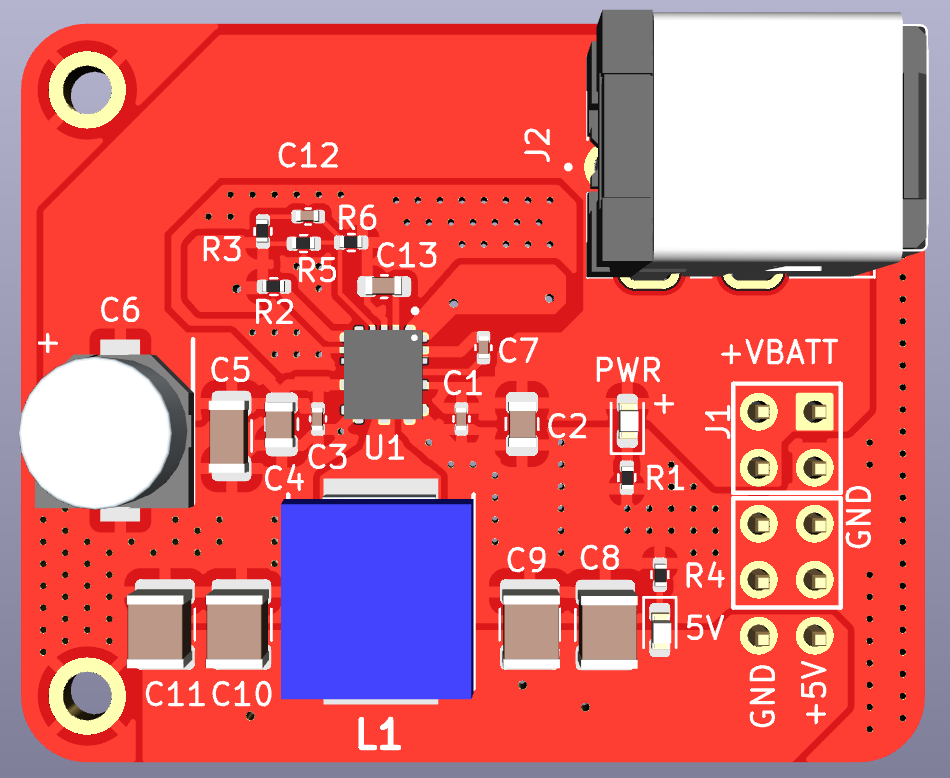 J2
C12
R6
R3
R5
C13
R2
C6
+
C7
+VBATT
C5
PWR
C1
+
J1
C2
U1
C3
C4
R1
GND
C9
C8
R4
5V
C11
C10
GND
+5V
L1